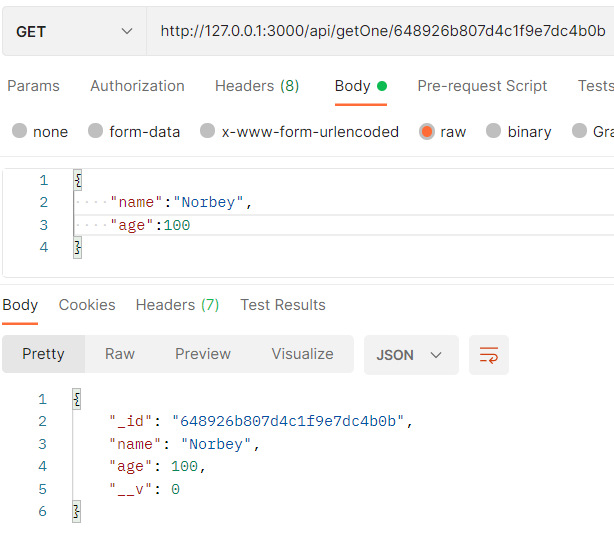 GET http://127.0.0.1:3000/api/getOne/648926b807d4c1f9e7dc4b0b
Params Authorization Headers (8) Body Pre-request Script Tests
none form-data x-www-form-urlencoded raw binary Gra
1 {
2 "name":"Norbey",
3 "age":100
4 }
Body Cookies Headers (7) Test Results
Pretty Raw Preview Visualize JSON
1 {
2 "_id": "648926b807d4c1f9e7dc4b0b",
3 "name": "Norbey",
4 "age": 100,
5 "__v": 0
6 }